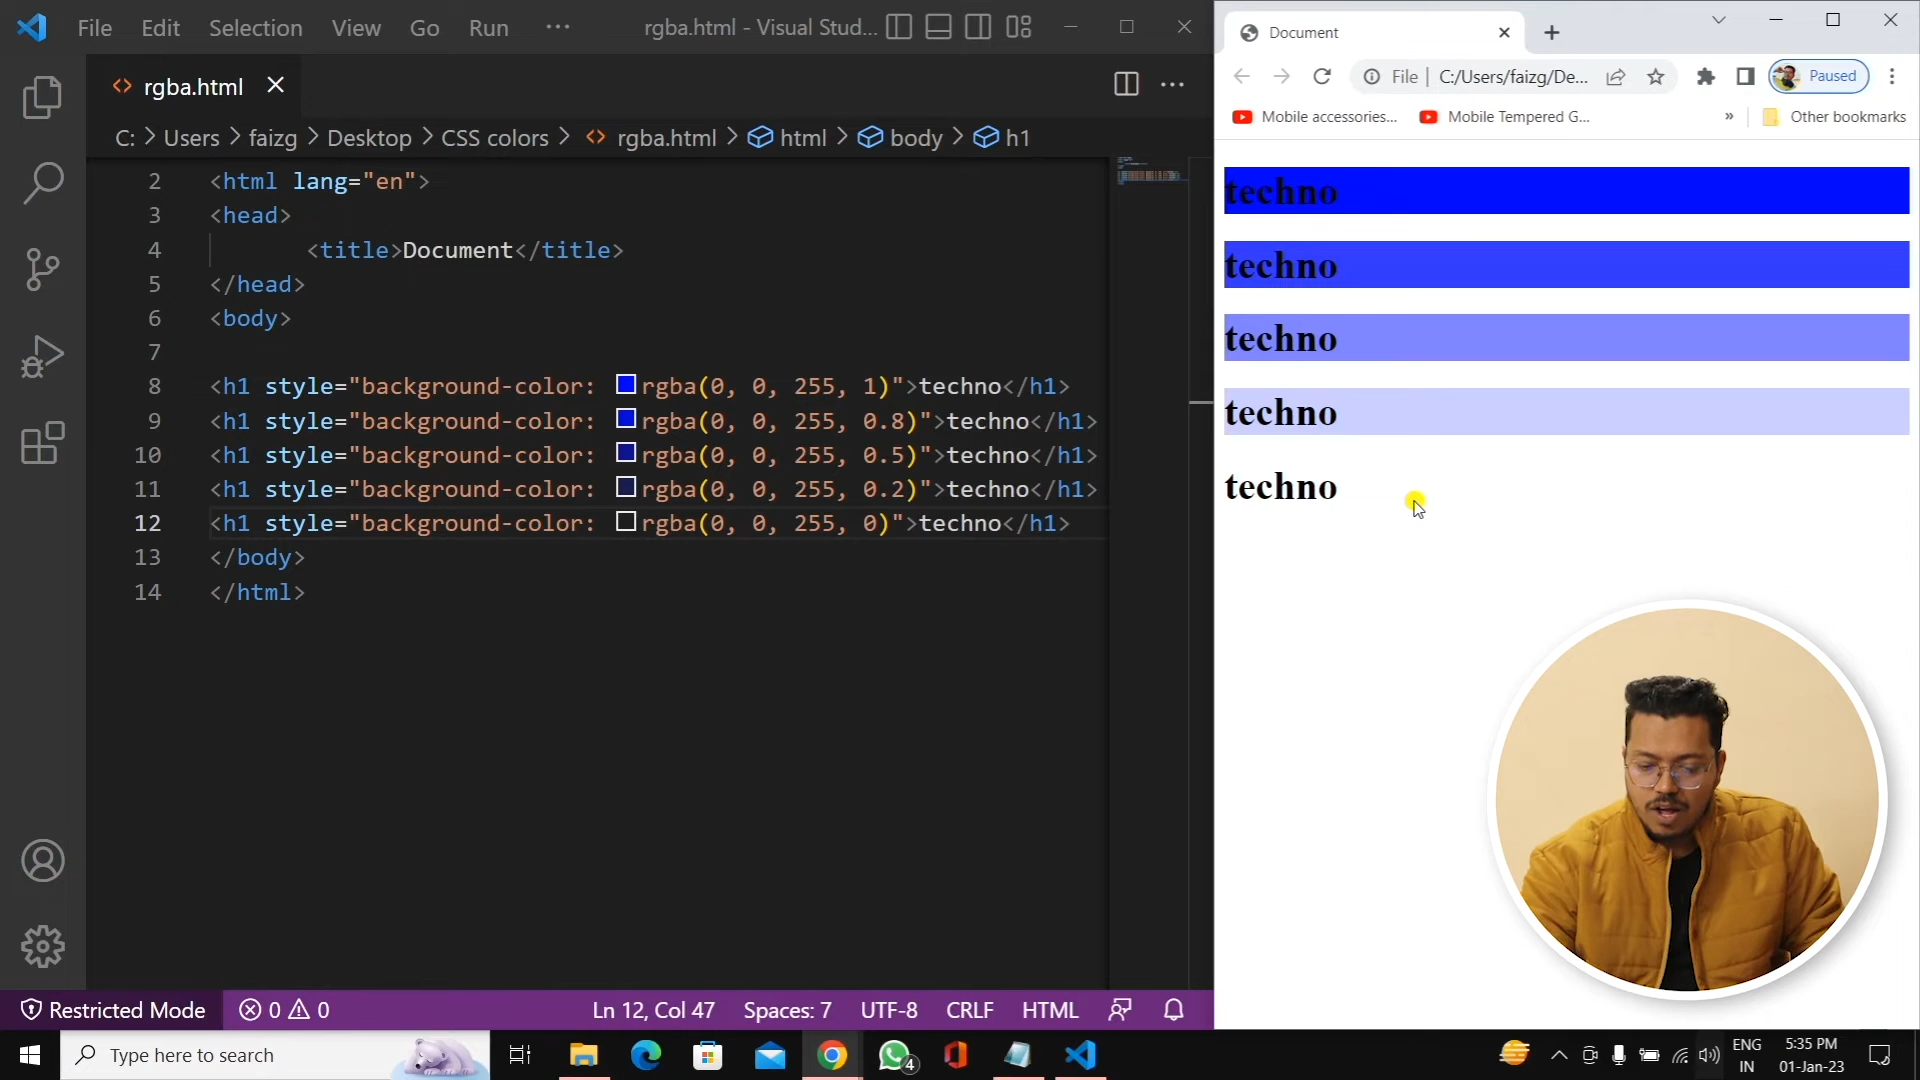 File Edit Selection View Go Run ··· rgba.html - Visual Stud...
rgba.html
C: > Users > faizg > Desktop > CSS colors > rgba.html > html > body > h1
2 <html lang="en">
3 <head>
4 <title>Document</title>
5 </head>
6 <body>
7
8 <h1 style="background-color: rgba(0, 0, 255, 1)">techno</h1>
9 <h1 style="background-color: rgba(0, 0, 255, 0.8)">techno</h1>
10 <h1 style="background-color: rgba(0, 0, 255, 0.5)">techno</h1>
11 <h1 style="background-color: rgba(0, 0, 255, 0.2)">techno</h1>
12 <h1 style="background-color: rgba(0, 0, 255, 0)">techno</h1>
13 </body>
14 </html>
Restricted Mode 0 0 Ln 12, Col 47 Spaces: 7 UTF-8 CRLF HTML
Document
File C:/Users/faizg/De... Paused
Mobile accessories... Mobile Tempered G... » Other bookmarks
techno
techno
techno
techno
techno
Type here to search
4
ENG
IN
5:35 PM
01-Jan-23